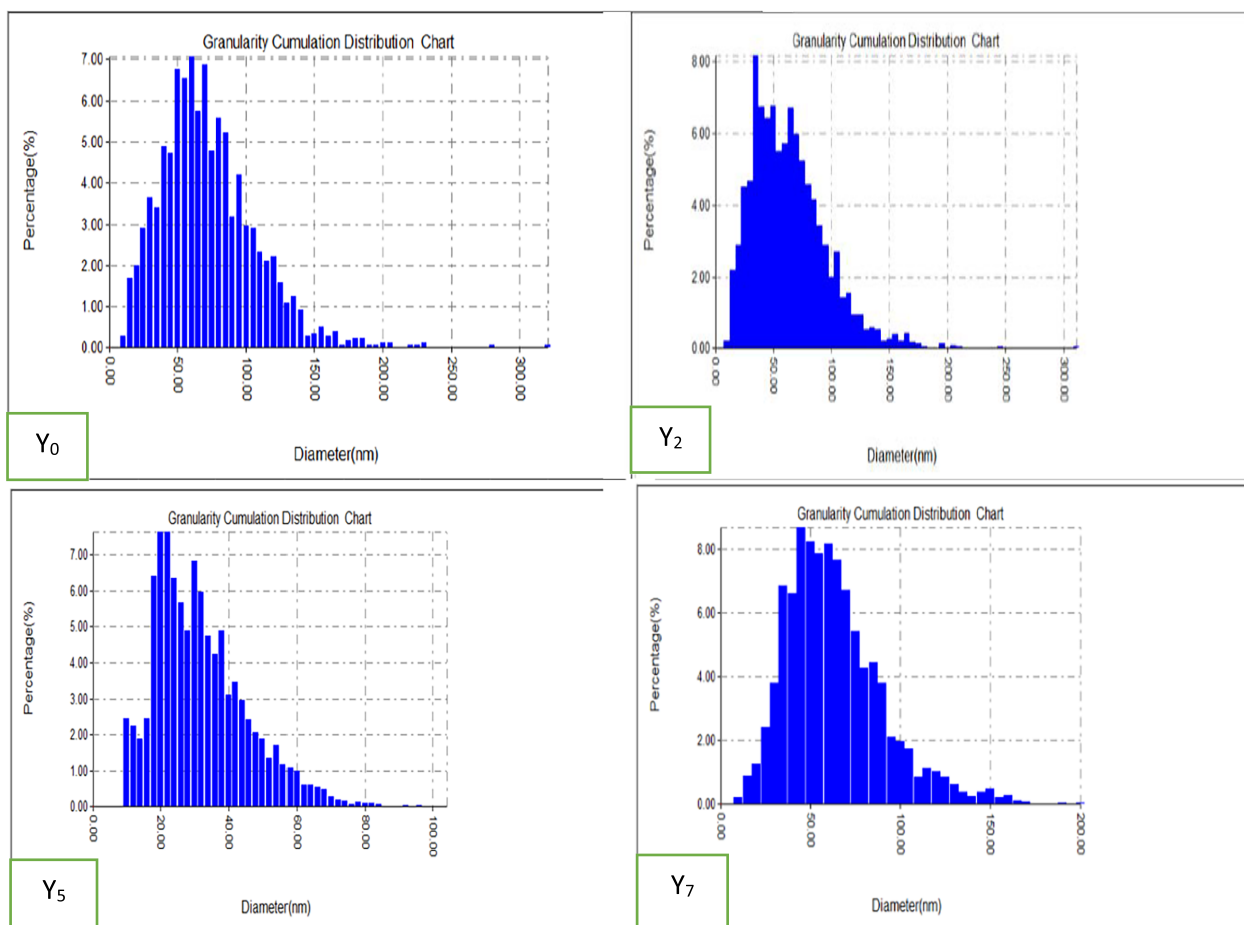 Granularity Cumulation Distribution Chart
Percentage(%)
7.00
6.00
5.00
4.00
3.00
2.00
1.00
0.00
0.00 50.00 100.00 150.00 200.00 250.00 300.00
Diameter(nm)
Y₀
Granularity Cumulation Distribution Chart
Percentage(%)
8.00
6.00
4.00
2.00
0.00
0.00 50.00 100.00 150.00 200.00 250.00 300.00
Diameter(nm)
Y₂
Granularity Cumulation Distribution Chart
Percentage(%)
7.00
6.00
5.00
4.00
3.00
2.00
1.00
0.00
0.00 20.00 40.00 60.00 80.00 100.00
Diameter(nm)
Y₅
Granularity Cumulation Distribution Chart
Percentage(%)
8.00
6.00
4.00
2.00
0.00
0.00 50.00 100.00 150.00 200.00
Diameter(nm)
Y₇